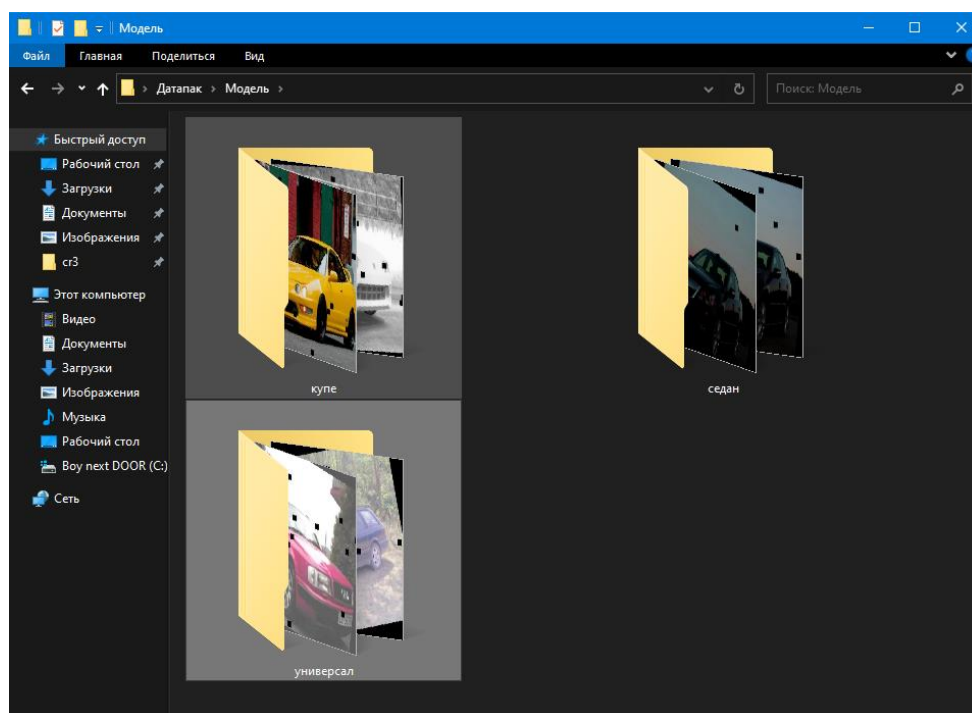 Модель
Файл Главная Поделиться Вид
Датапак Модель
Поиск: Модель
Быстрый доступ
Рабочий стол
Загрузки
Документы
Изображения
cr3
Этот компьютер
Видео
Документы
Загрузки
Изображения
Музыка
Рабочий стол
Boy next DOOR (C:)
Сеть
купе
седан
универсал